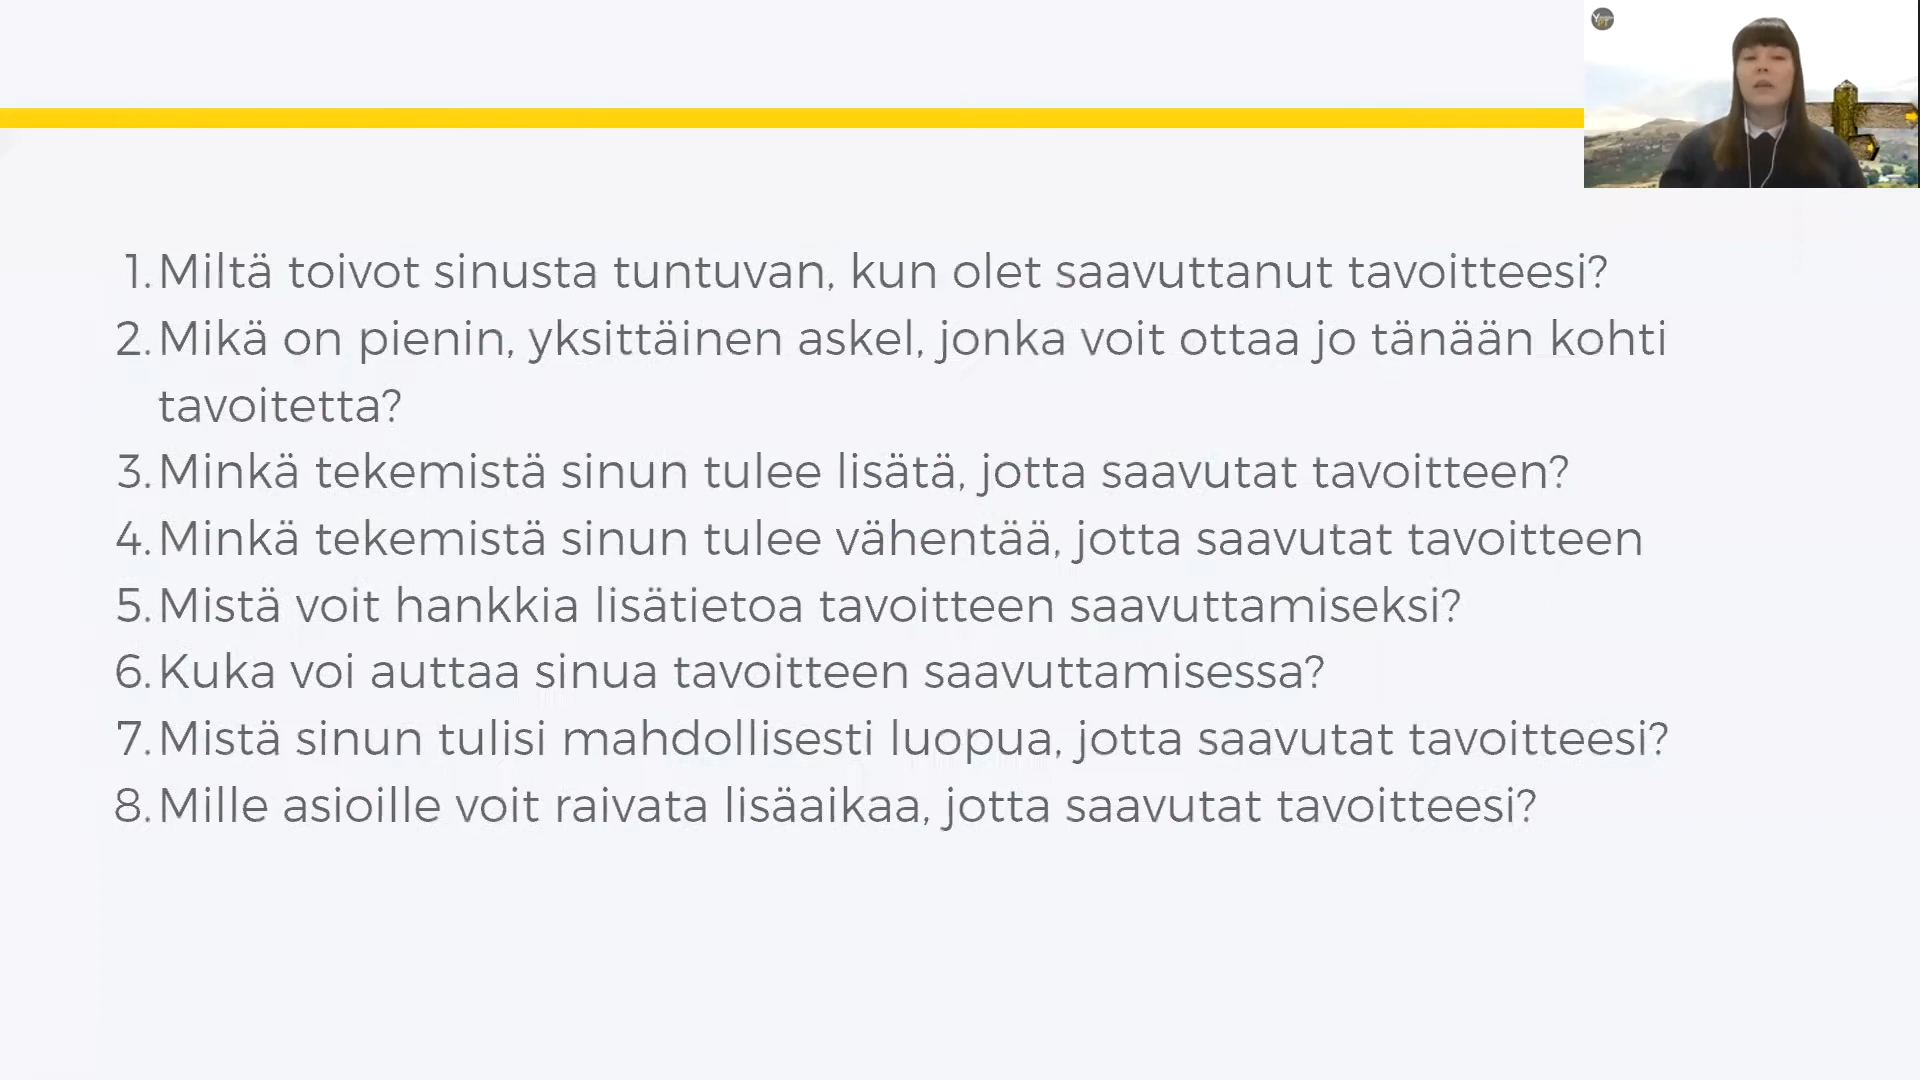 1. Miltä toivot sinusta tuntuvan, kun olet saavuttanut tavoitteesi?
2. Mikä on pienin, yksittäinen askel, jonka voit ottaa jo tänään kohti
tavoitetta?
3. Minkä tekemistä sinun tulee lisätä, jotta saavutat tavoitteen?
4. Minkä tekemistä sinun tulee vähentää, jotta saavutat tavoitteen
5. Mistä voit hankkia lisätietoa tavoitteen saavuttamiseksi?
6. Kuka voi auttaa sinua tavoitteen saavuttamisessa?
7. Mistä sinun tulisi mahdollisesti luopua, jotta saavutat tavoitteesi?
8. Mille asioille voit raivata lisäaikaa, jotta saavutat tavoitteesi?